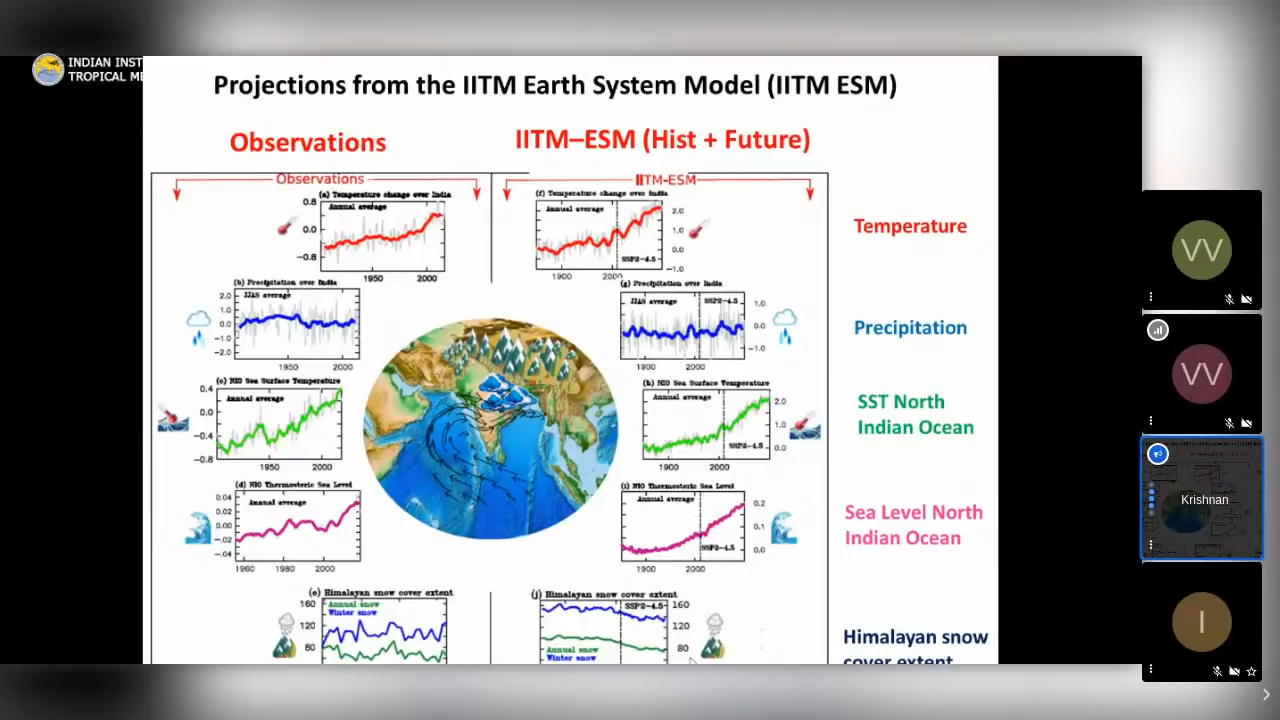 INDIAN INST
TROPICAL ME
Projections from the IITM Earth System Model (IITM ESM)
Observations
IITM–ESM (Hist + Future)
Observations
IITM-ESM
(a) Temperature change over India
Annual average
0.8
0.0
−0.8
1950 2000
(f) Temperature change over India
Annual average
2.0
1.0
0.0
−1.0
SSP2-4.5
1900 2000
Temperature
(b) Precipitation over India
JJAS average
2.0
1.0
0.0
−1.0
−2.0
1950 2000
(g) Precipitation over India
JJAS average SSP2-4.5
1.0
0.0
−1.0
1900 2000
Precipitation
(c) NIO Sea Surface Temperature
Annual average
0.4
0.0
−0.4
−0.8
1950 2000
(h) NIO Sea Surface Temperature
Annual average
2.0
1.0
0.0
SSP2-4.5
1900 2000
SST North
Indian Ocean
(d) NIO Thermosteric Sea Level
Annual average
0.04
0.02
0.00
−.02
−.04
1960 1980 2000
(i) NIO Thermosteric Sea Level
Annual average
0.2
0.1
0.0
SSP2-4.5
1900 2000
Sea Level North
Indian Ocean
(e) Himalayan snow cover extent
Annual snow
Winter snow
160
120
80
(j) Himalayan snow cover extent
SSP2-4.5
160
120
80
Annual snow
Winter snow
Himalayan snow
cover extent
VV
VV
Krishnan
I